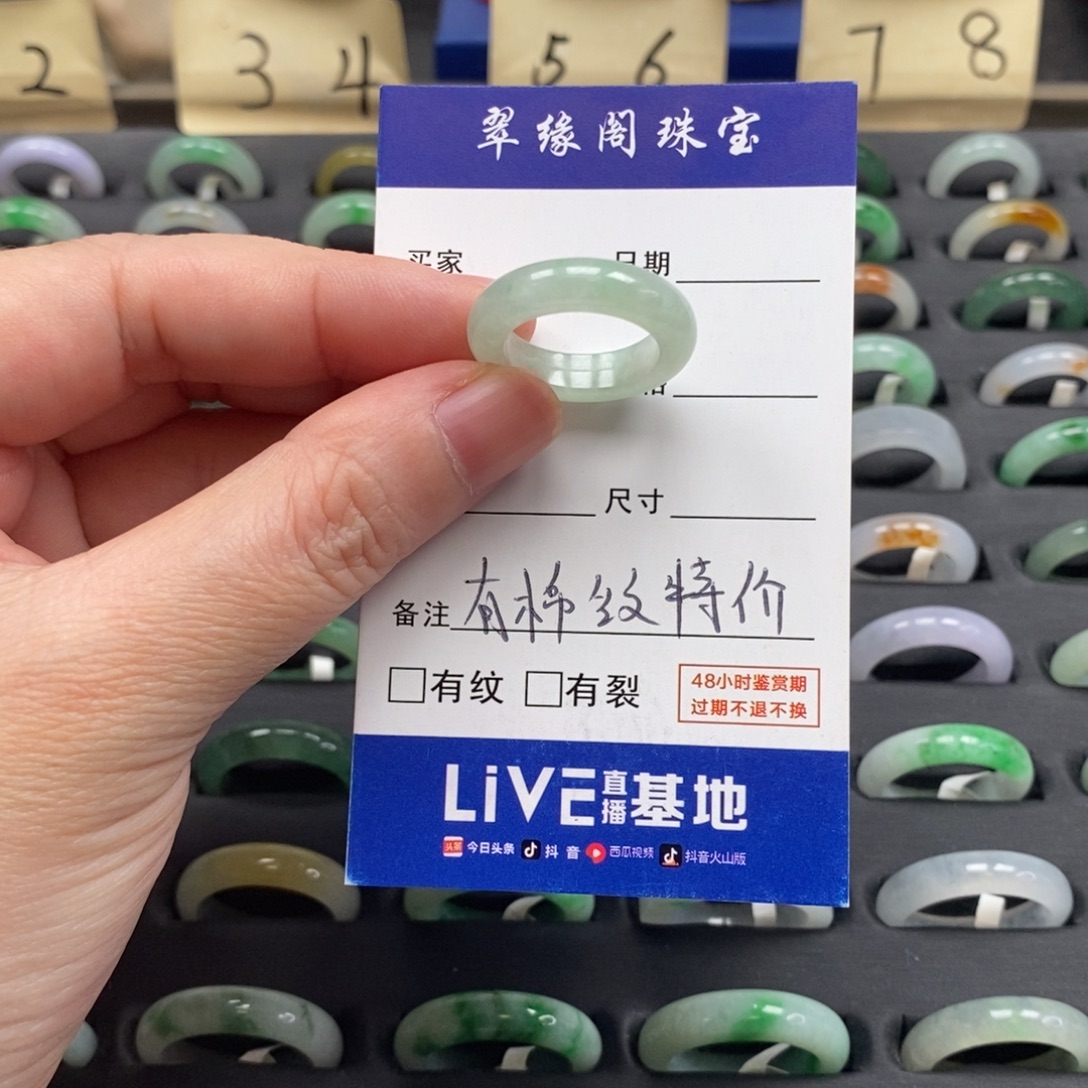 2
3 4
5 6
7 8
翠缘阁珠宝
买家 日期
尺寸
备注 有棉纹特价
有纹 有裂
48小时鉴赏期
过期不退不换
LiVE直播基地
头条 今日头条 抖音 西瓜视频 抖音火山版